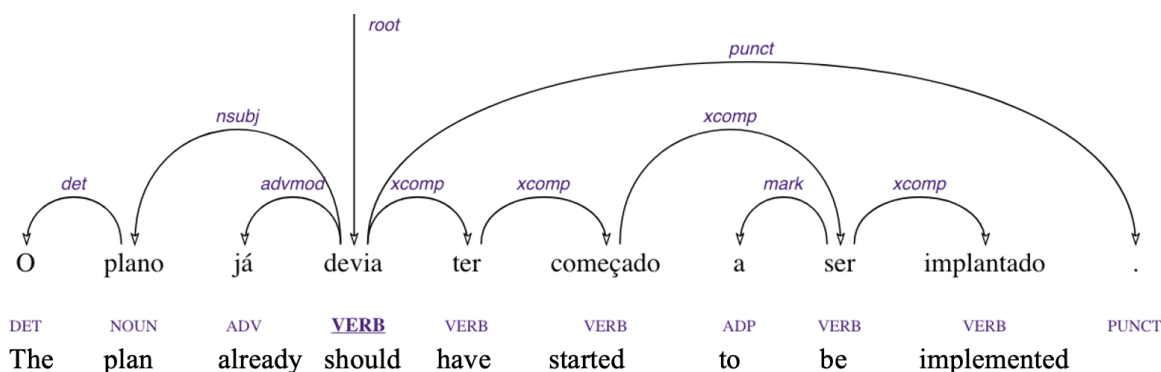 root
punct
nsubj xcomp
det advmod xcomp xcomp mark xcomp
O plano já devia ter começado a ser implantado .
DET NOUN ADV VERB VERB VERB ADP VERB VERB PUNCT
The plan already should have started to be implemented